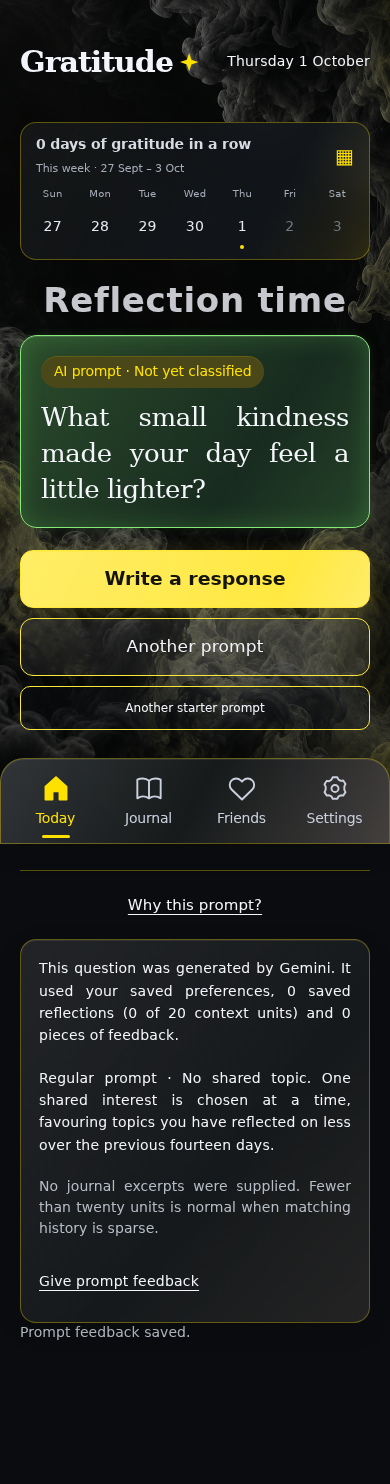 Gratitude
Thursday 1 October
0 days of gratitude in a row
This week · 27 Sept – 3 Oct
Sun Mon Tue Wed Thu Fri Sat
27 28 29 30 1 2 3
Reflection time
AI prompt · Not yet classified
What small kindness
made your day feel a
little lighter?
Write a response
Another prompt
Another starter prompt
Today Journal Friends Settings
Why this prompt?
This question was generated by Gemini. It
used your saved preferences, 0 saved
reflections (0 of 20 context units) and 0
pieces of feedback.
Regular prompt · No shared topic. One
shared interest is chosen at a time,
favouring topics you have reflected on less
over the previous fourteen days.
No journal excerpts were supplied. Fewer
than twenty units is normal when matching
history is sparse.
Give prompt feedback
Prompt feedback saved.